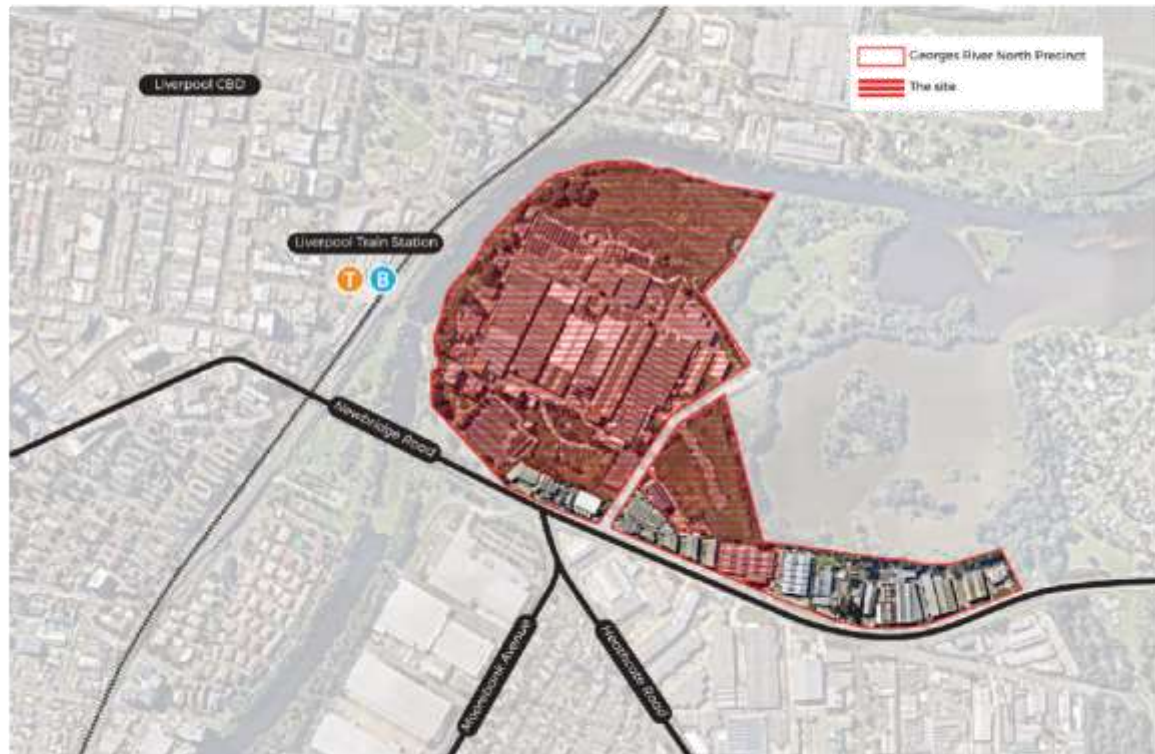 Georges River North Precinct
The site
Liverpool CBD
Liverpool Train Station
T B
Newbridge Road
Moorebank Avenue
Heathcote Road